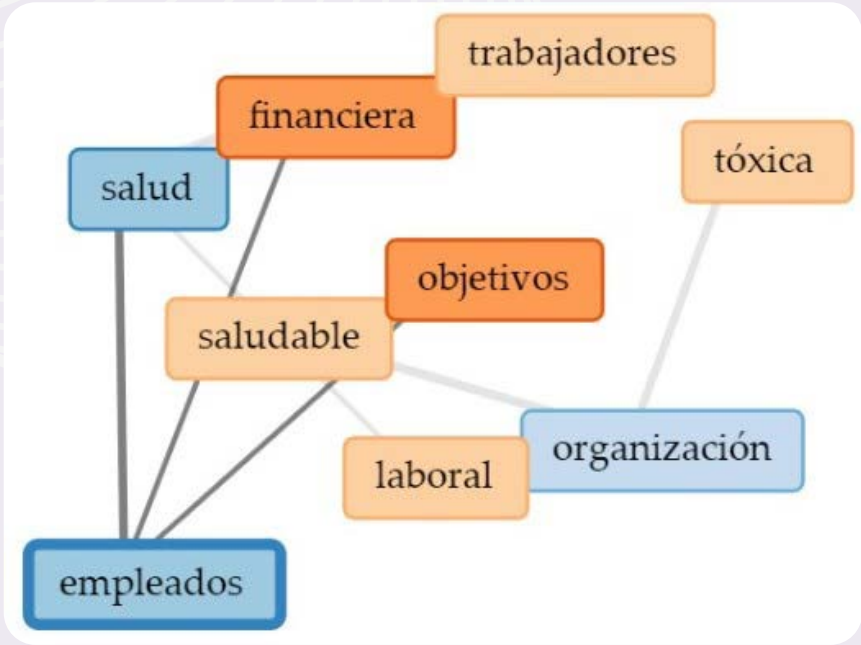 trabajadores
financiera
tóxica
salud
objetivos
saludable
organización
laboral
empleados